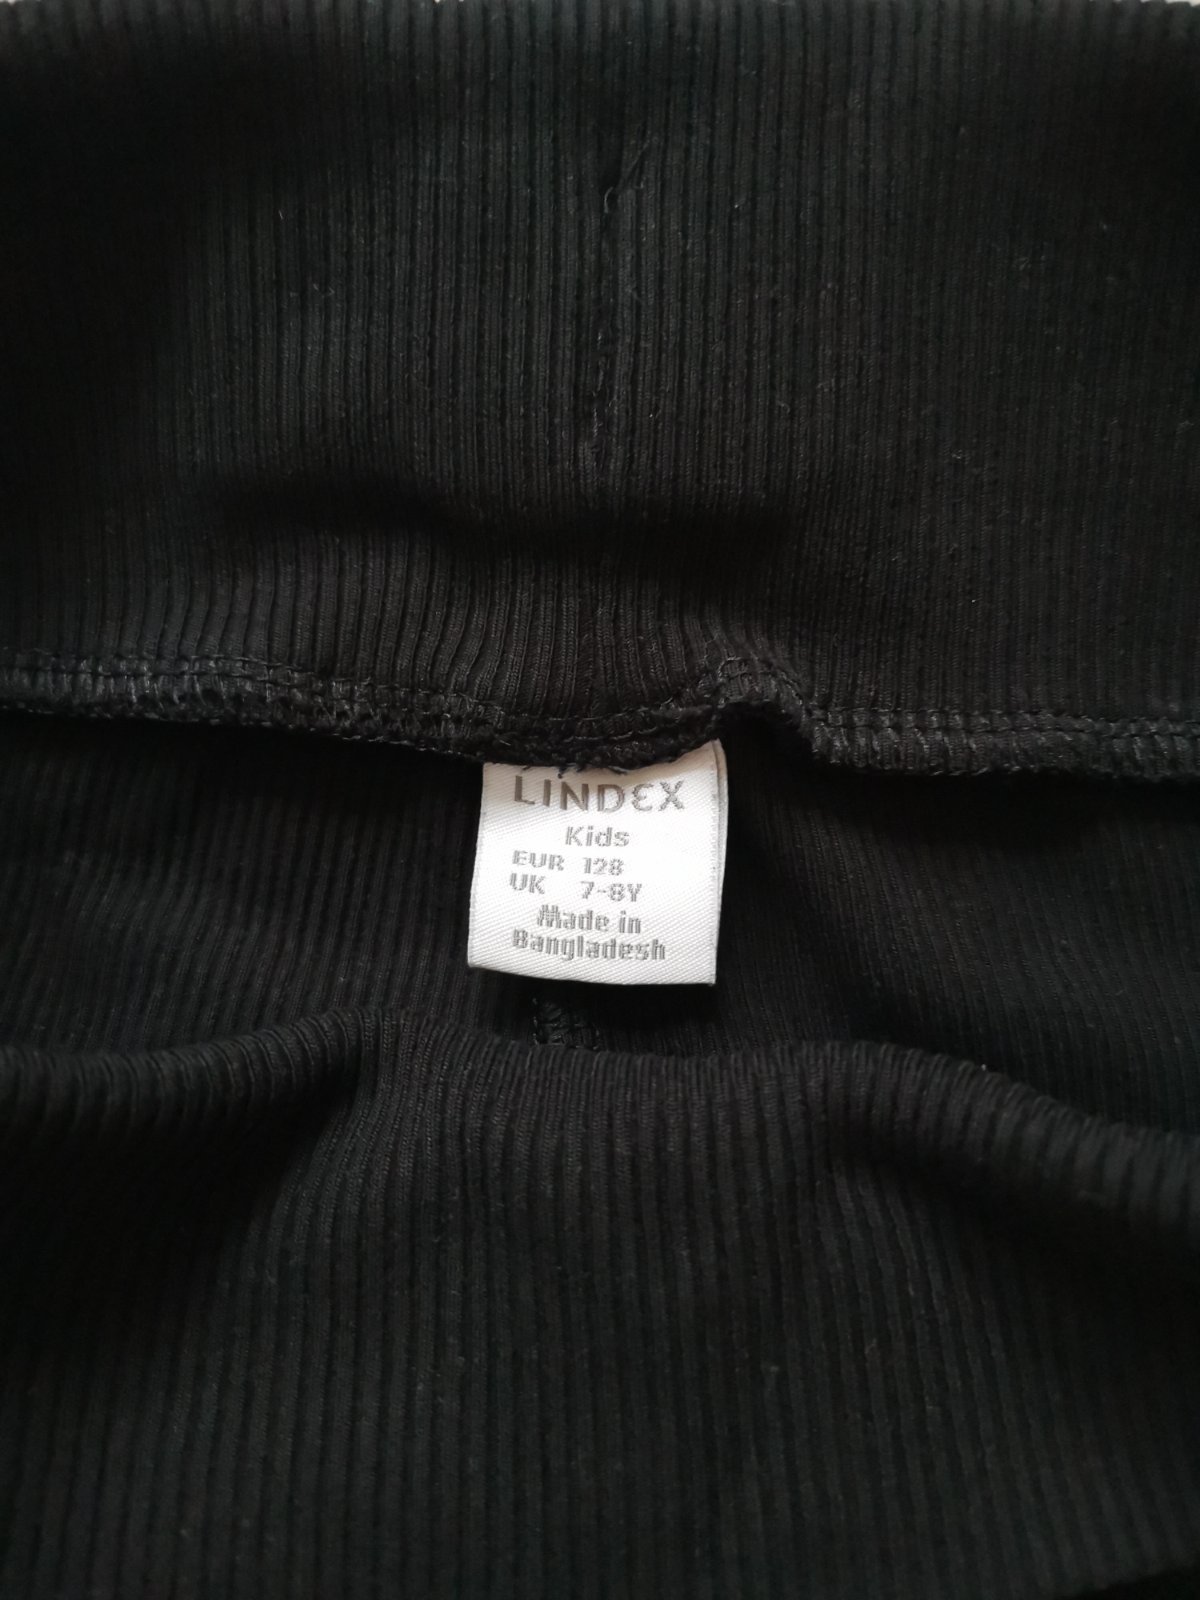 LINDEX
Kids
EUR 128
UK 7-8Y
Made in
Bangladesh